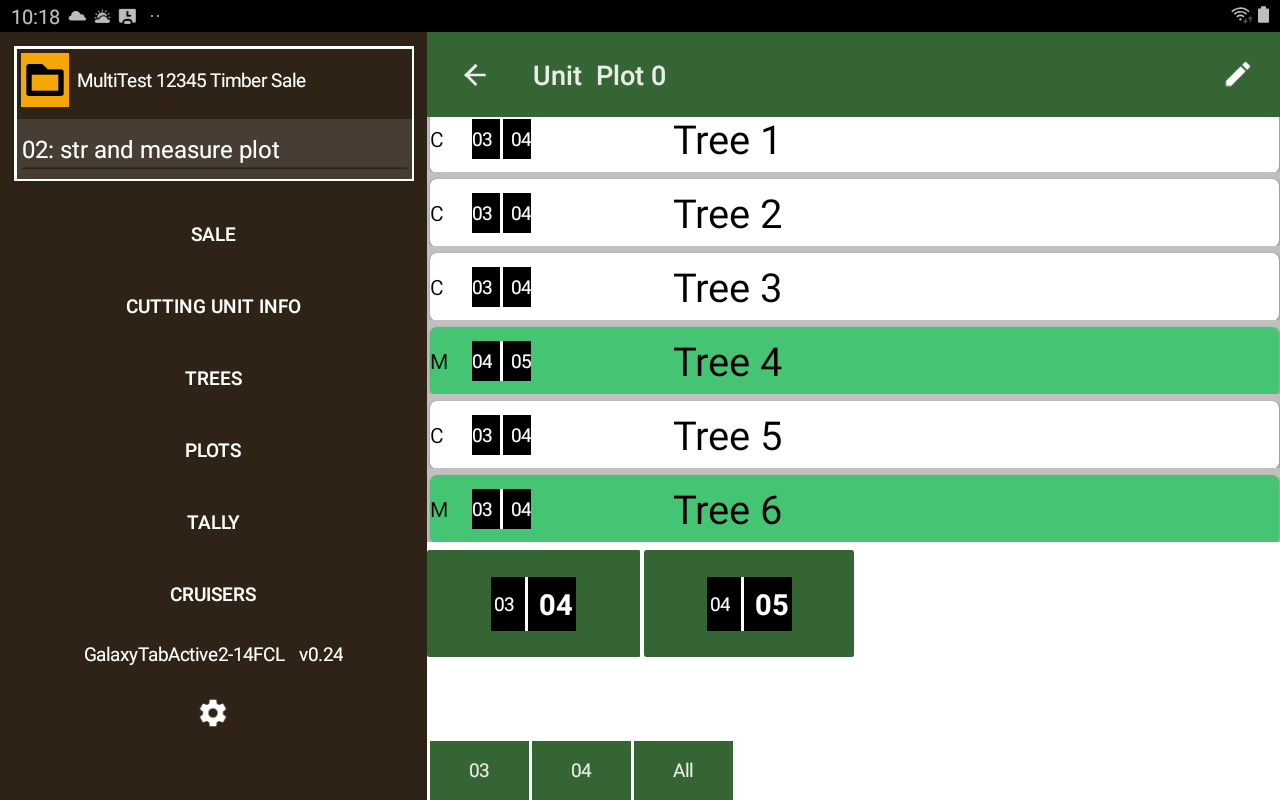 10:18
MultiTest 12345 Timber Sale
02: str and measure plot
SALE
CUTTING UNIT INFO
TREES
PLOTS
TALLY
CRUISERS
GalaxyTabActive2-14FCL v0.24
Unit Plot 0
C 03 04 Tree 1
C 03 04 Tree 2
C 03 04 Tree 3
M 04 05 Tree 4
C 03 04 Tree 5
M 03 04 Tree 6
03 04 04 05
03 04 All